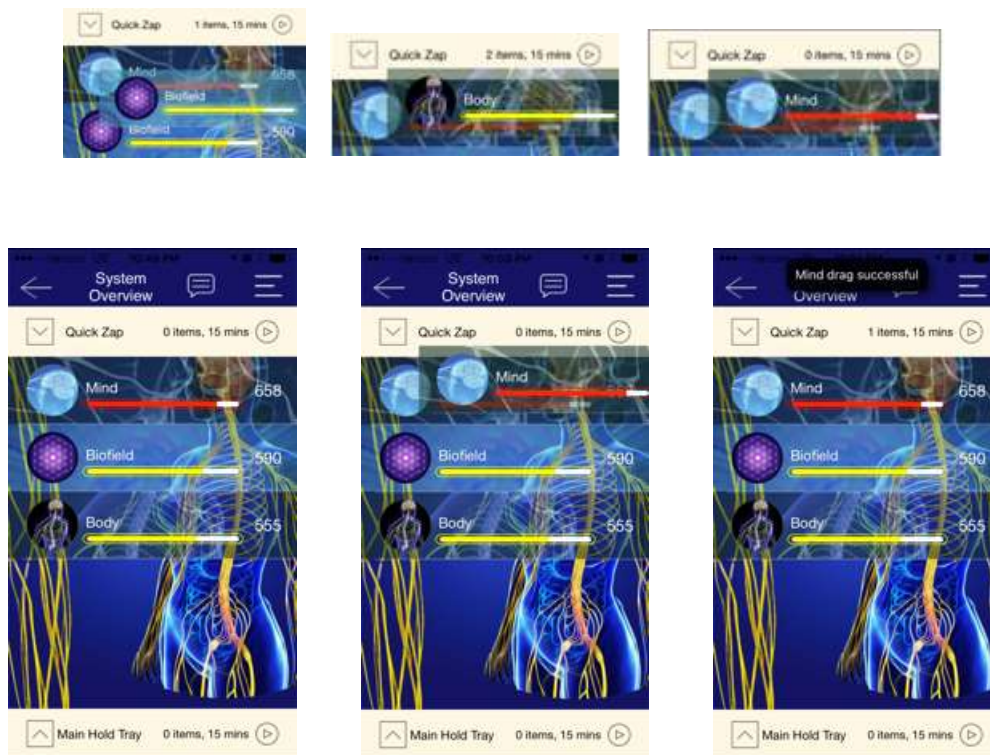 Quick Zap 1 items, 15 mins
Mind 658
Biofield
Biofield 590
Quick Zap 2 items, 15 mins
Body
Quick Zap 0 items, 15 mins
Mind
System
Overview
Quick Zap 0 items, 15 mins
Mind 658
Biofield 590
Body 555
Main Hold Tray 0 items, 15 mins
System
Overview
Quick Zap 0 items, 15 mins
Mind
Biofield 590
Body 555
Main Hold Tray 0 items, 15 mins
Mind drag successful
Overview
Quick Zap 1 items, 15 mins
Mind 658
Biofield 590
Body 555
Main Hold Tray 0 items, 15 mins